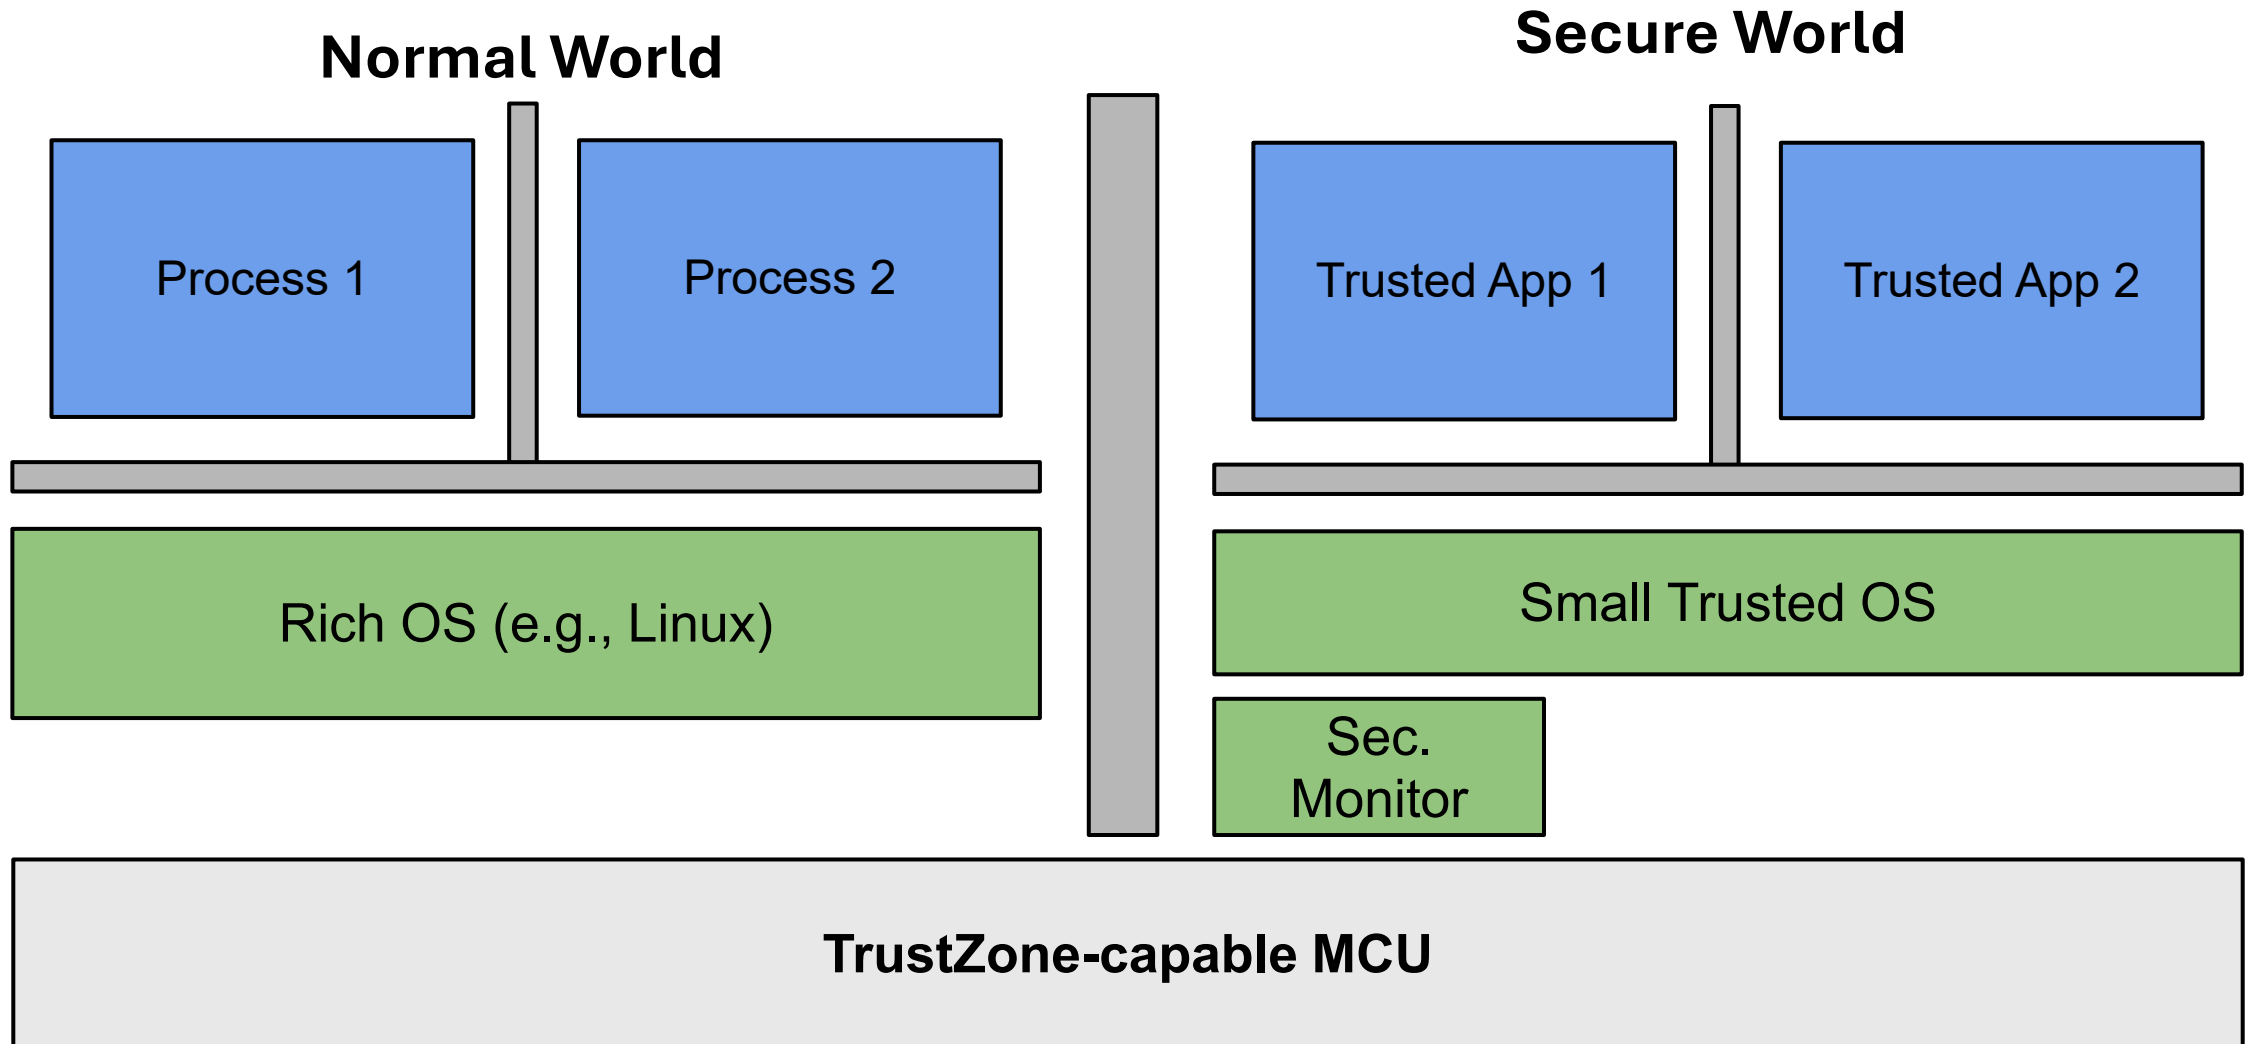 Normal World
Secure World
Process 1
Process 2
Trusted App 1
Trusted App 2
Rich OS (e.g., Linux)
Small Trusted OS
Sec.
Monitor
TrustZone-capable MCU